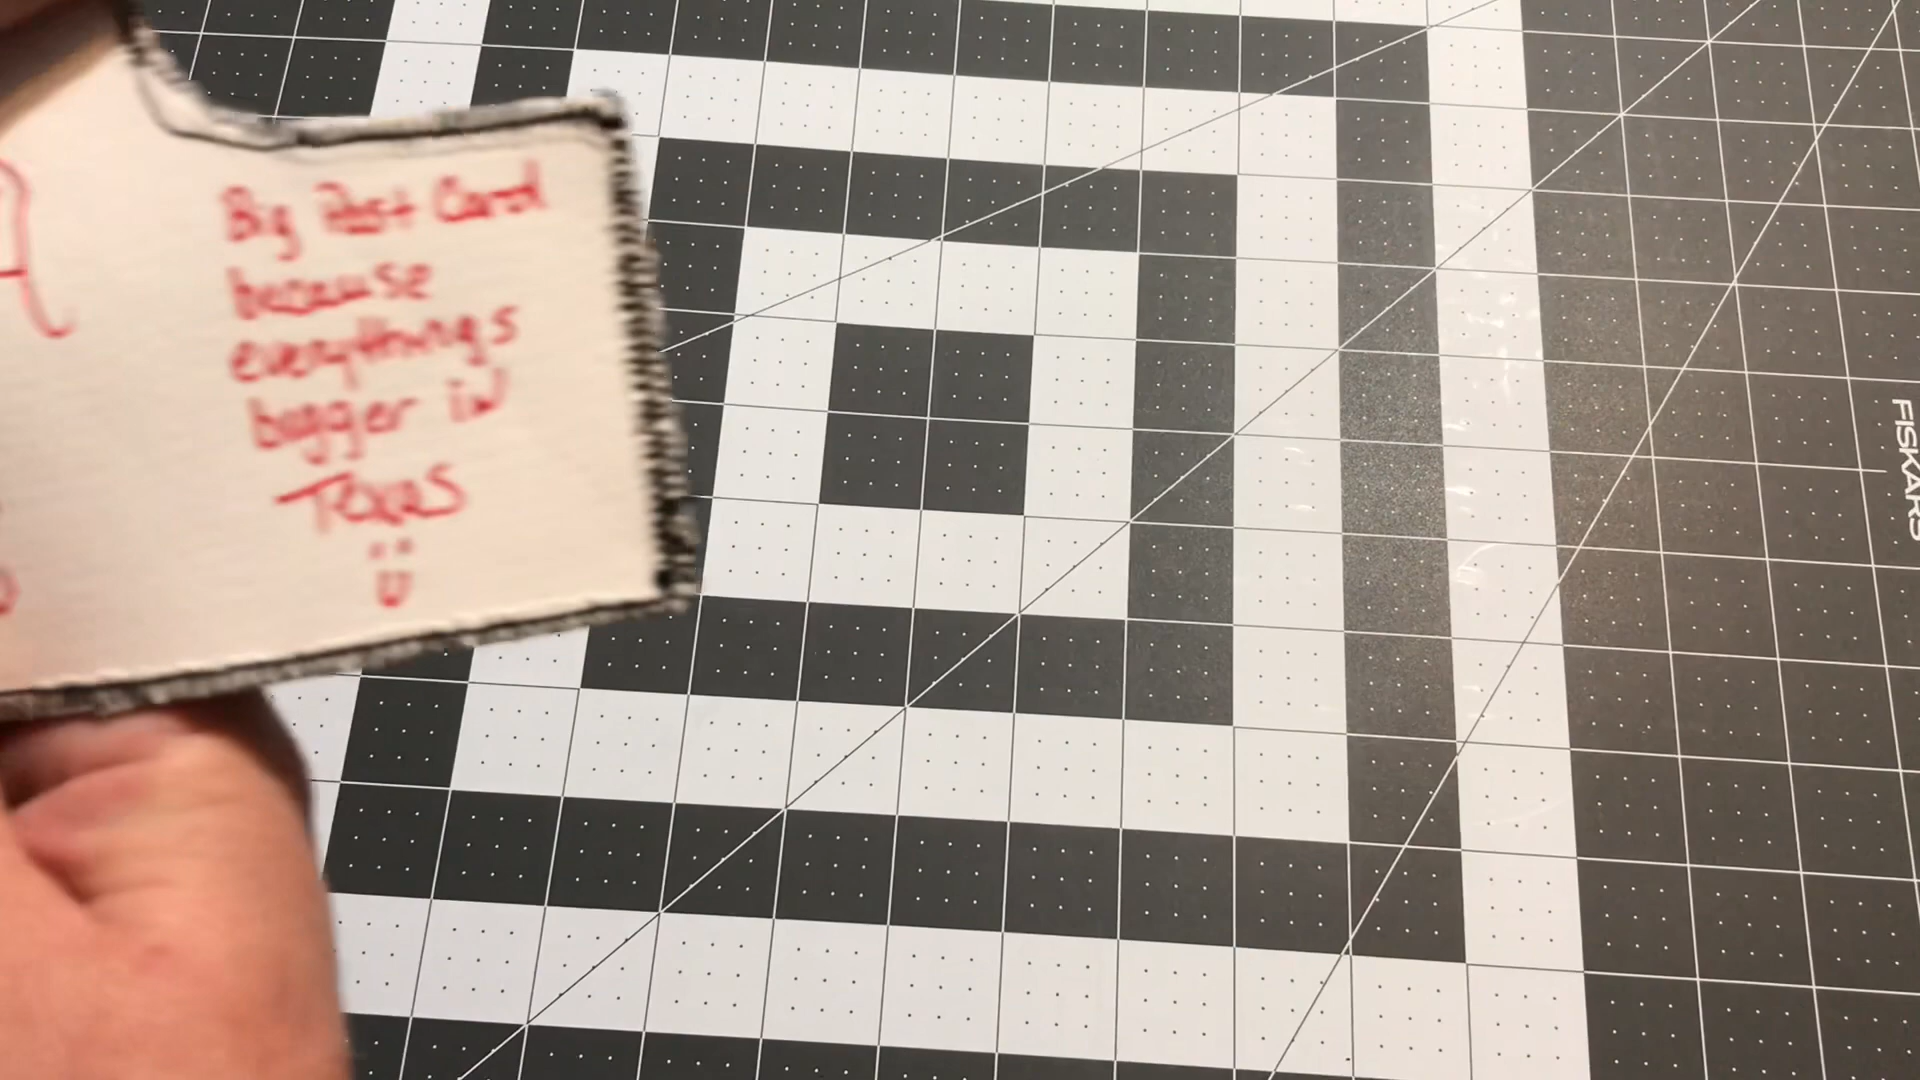 Big Post Card
because
everythings
bigger in
Texas
FISKARS